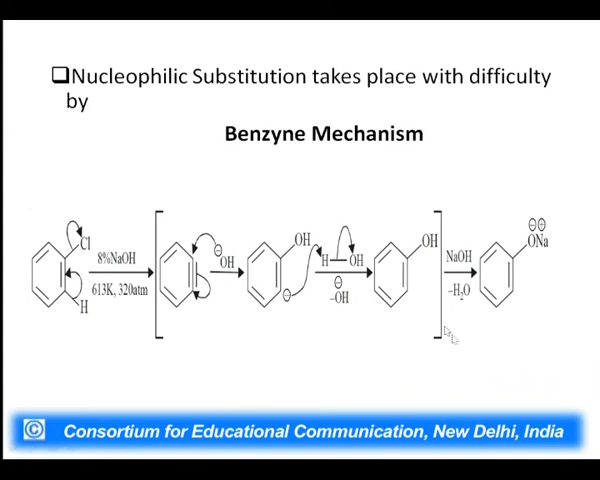 ❑Nucleophilic Substitution takes place with difficulty
by
Benzyne Mechanism
Cl
H
8%NaOH
613K, 320atm
⊖
OH
OH
⊖
H—OH
⊖
–OH
OH
NaOH
–H₂O
⊖⊕
ONa
© Consortium for Educational Communication, New Delhi, India